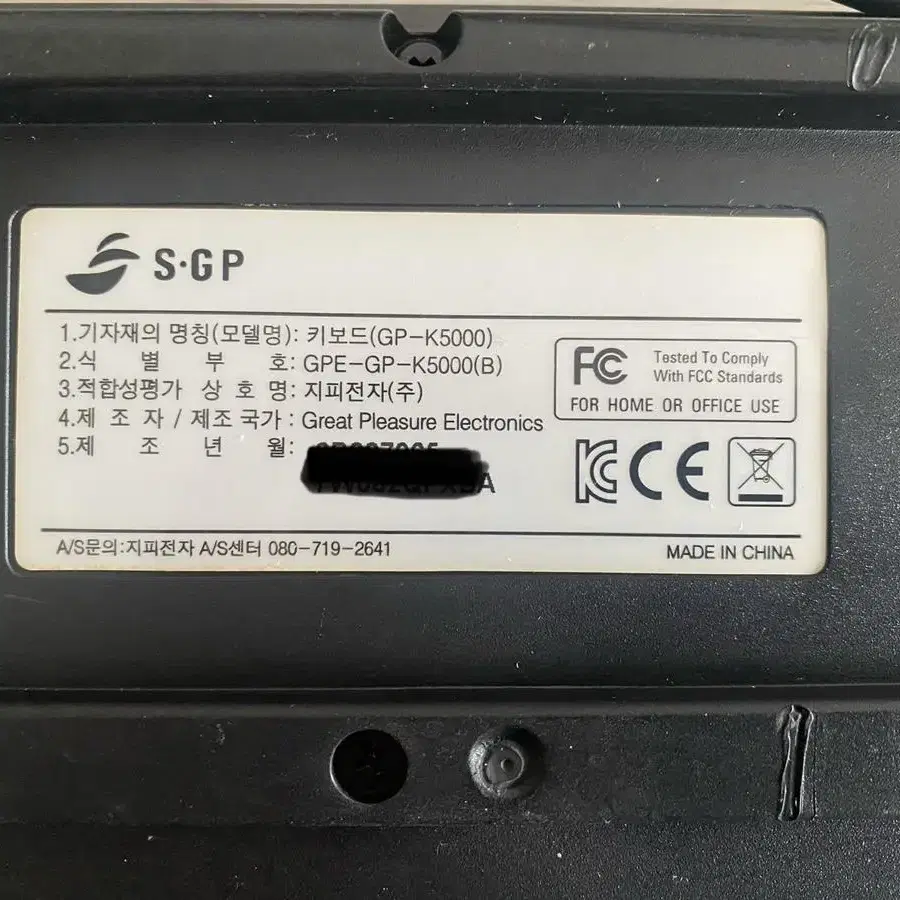 S·GP
1.기자재의 명칭(모델명): 키보드(GP-K5000)
2.식 별 부 호: GPE-GP-K5000(B)
3.적합성평가 상 호 명: 지피전자(주)
4.제 조 자 / 제조 국가 : Great Pleasure Electronics
5.제 조 년 월:
FC Tested To Comply
With FCC Standards
FOR HOME OR OFFICE USE
KC CE
A/S문의:지피전자 A/S센터 080-719-2641
MADE IN CHINA